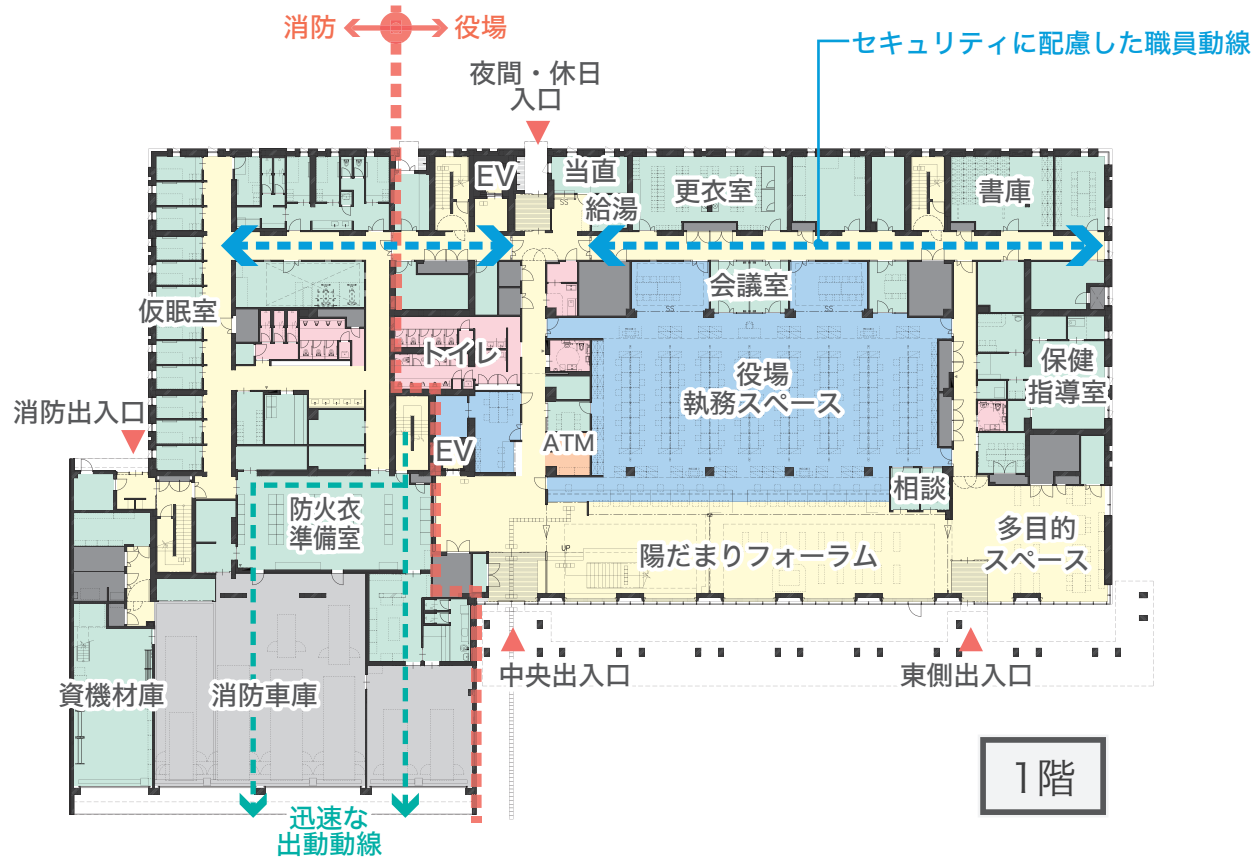 消防
役場
セキュリティに配慮した職員動線
夜間・休日
入口
EV
当直
給湯
更衣室
書庫
SS
仮眠室
会議室
SS
SS
トイレ
役場
執務スペース
保健
指導室
消防出入口
EV
ATM
相談
防火衣
準備室
UP
陽だまりフォーラム
多目的
スペース
資機材庫
消防車庫
中央出入口
東側出入口
1階
迅速な
出動動線